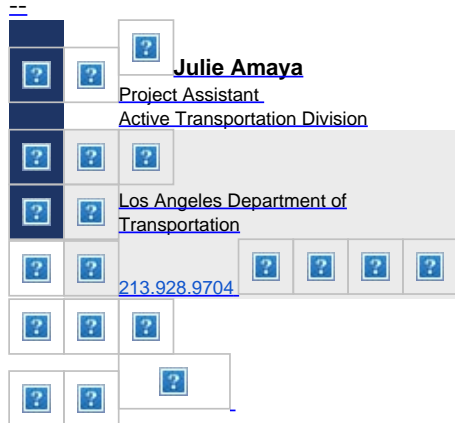 --
Julie Amaya
Project Assistant
Active Transportation Division
Los Angeles Department of
Transportation
213.928.9704